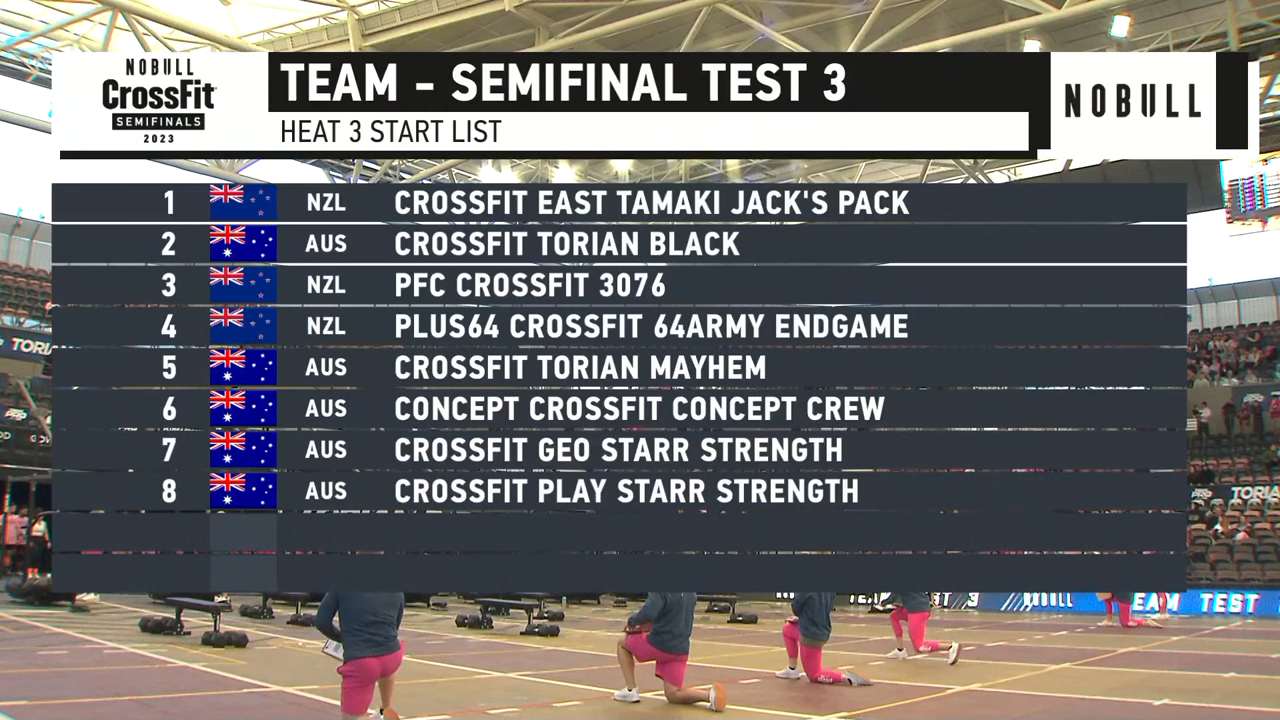 NOBULL
CrossFit
SEMIFINALS
2023
TEAM - SEMIFINAL TEST 3
HEAT 3 START LIST
NOBULL
1 NZL CROSSFIT EAST TAMAKI JACK'S PACK
2 AUS CROSSFIT TORIAN BLACK
3 NZL PFC CROSSFIT 3076
4 NZL PLUS64 CROSSFIT 64ARMY ENDGAME
5 AUS CROSSFIT TORIAN MAYHEM
6 AUS CONCEPT CROSSFIT CONCEPT CREW
7 AUS CROSSFIT GEO STARR STRENGTH
8 AUS CROSSFIT PLAY STARR STRENGTH
TEST